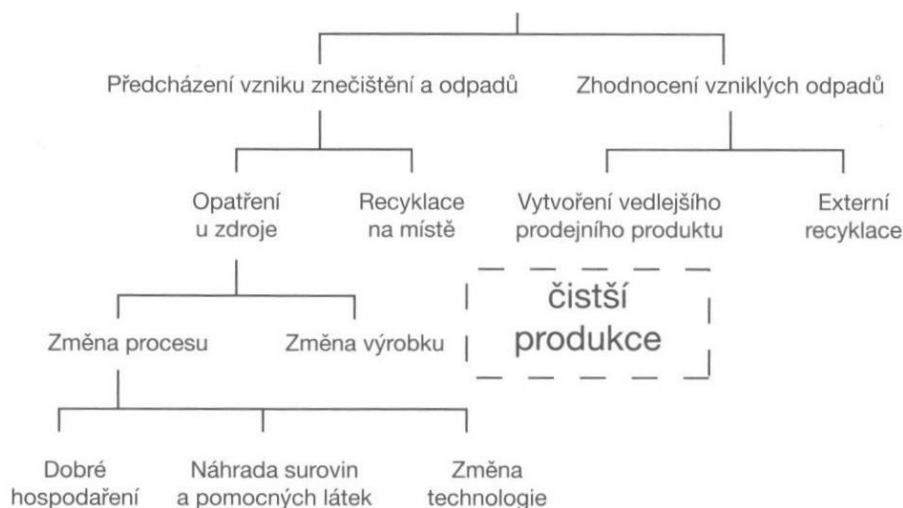 Předcházení vzniku znečištění a odpadů
Zhodnocení vzniklých odpadů
Opatření
u zdroje
Recyklace
na místě
Vytvoření vedlejšího
prodejního produktu
Externí
recyklace
čistší
produkce
Změna procesu
Změna výrobku
Dobré
hospodaření
Náhrada surovin
a pomocných látek
Změna
technologie